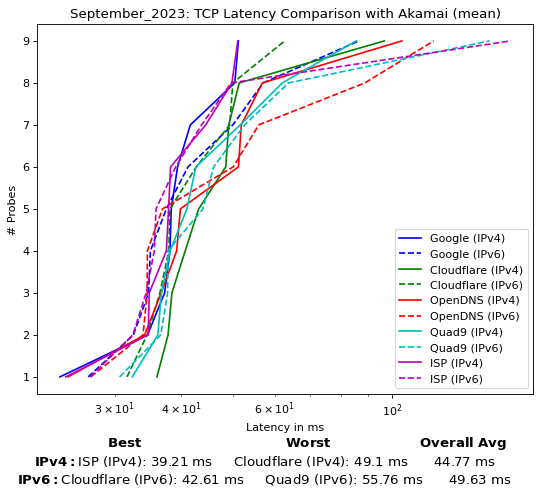 September_2023: TCP Latency Comparison with Akamai (mean)
# Probes
9
8
7
6
5
4
3
2
1
Google (IPv4)
Google (IPv6)
Cloudflare (IPv4)
Cloudflare (IPv6)
OpenDNS (IPv4)
OpenDNS (IPv6)
Quad9 (IPv4)
Quad9 (IPv6)
ISP (IPv4)
ISP (IPv6)
3 × 10¹ 4 × 10¹ 6 × 10¹ 10²
Latency in ms
Best Worst Overall Avg
IPv4: ISP (IPv4): 39.21 ms Cloudflare (IPv4): 49.1 ms 44.77 ms
IPv6: Cloudflare (IPv6): 42.61 ms Quad9 (IPv6): 55.76 ms 49.63 ms